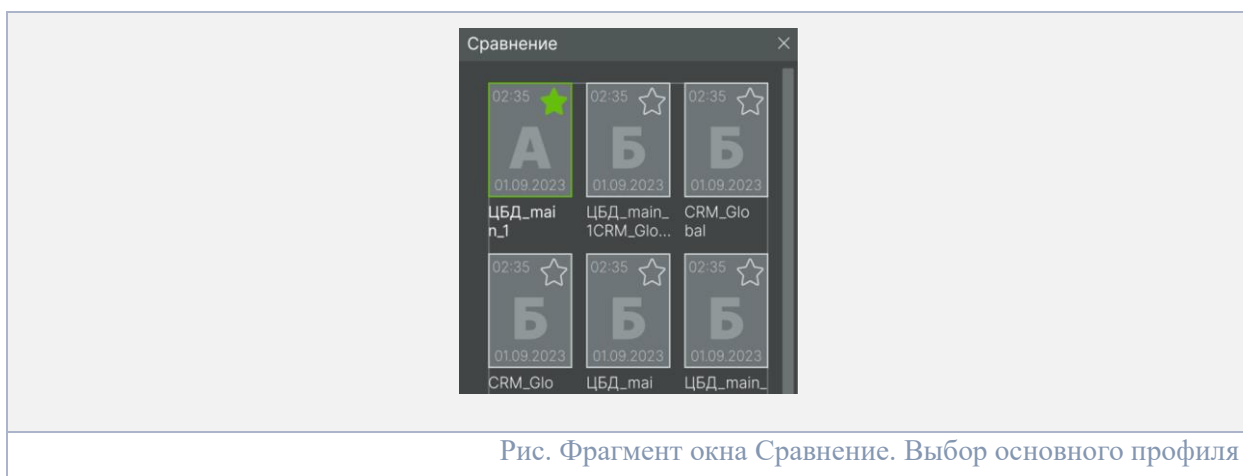 Сравнение
02:35 02:35 02:35
А Б Б
01.09.2023 01.09.2023 01.09.2023
ЦБД_mai ЦБД_main_ CRM_Glo
n_1 1CRM_Glo... bal
02:35 02:35 02:35
Б Б Б
01.09.2023 01.09.2023 01.09.2023
CRM_Glo ЦБД_mai ЦБД_main_
Рис. Фрагмент окна Сравнение. Выбор основного профиля